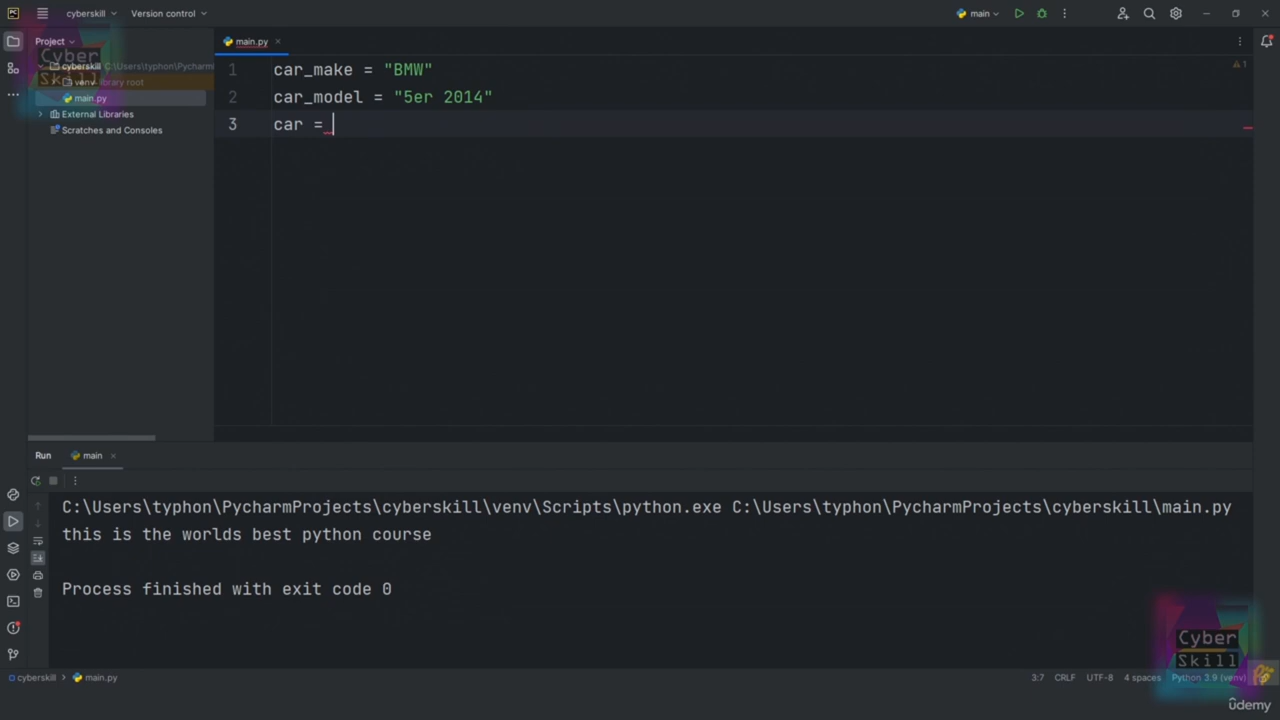 PC cyberskill Version control main
Project main.py
cyberskill C:\Users\typhon\Pycharm
venv library root
main.py
External Libraries
Scratches and Consoles
1 car_make = "BMW"
2 car_model = "5er 2014"
3 car =
1
Cyber
Skill
Run main
C:\Users\typhon\PycharmProjects\cyberskill\venv\Scripts\python.exe C:\Users\typhon\PycharmProjects\cyberskill\main.py
this is the worlds best python course
Process finished with exit code 0
Cyber
Skill
cyberskill main.py 3:7 CRLF UTF-8 4 spaces Python 3.9 (venv)
ûdemy